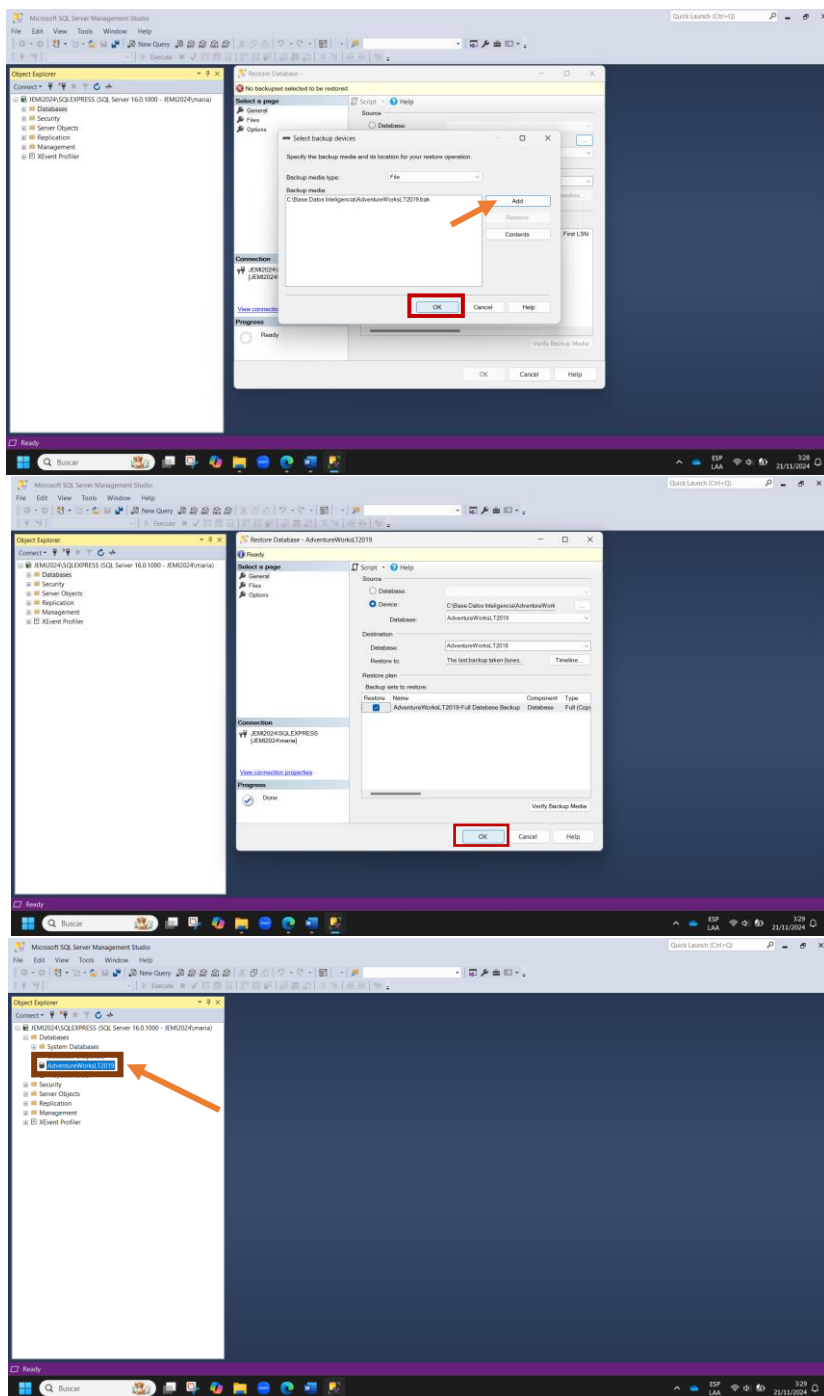 Microsoft SQL Server Management Studio
Quick Launch (Ctrl+Q)
File Edit View Tools Window Help
New Query
Execute
Object Explorer
Connect
JEMI2024\SQLEXPRESS (SQL Server 16.0.1000 - JEMI2024\maria)
Databases
Security
Server Objects
Replication
Management
XEvent Profiler
Restore Database -
No backupset selected to be restored.
Select a page
General
Files
Options
Script Help
Source
Database:
Select backup devices
Specify the backup media and its location for your restore operation.
Backup media type: File
Backup media:
C:\Base Datos Inteligencia\AdventureWorksLT2019.bak
Add
Remove
Contents
First LSN
Connection
View connection
OK Cancel Help
Progress
Ready
Verify Backup Media
OK Cancel Help
Ready
Buscar
ESP
LAA
3:28
21/11/2024
Microsoft SQL Server Management Studio
Quick Launch (Ctrl+Q)
File Edit View Tools Window Help
New Query
Execute
Object Explorer
Connect
JEMI2024\SQLEXPRESS (SQL Server 16.0.1000 - JEMI2024\maria)
Databases
Security
Server Objects
Replication
Management
XEvent Profiler
Restore Database - AdventureWorksLT2019
Ready
Select a page
General
Files
Options
Script Help
Source
Database:
Device: C:\Base Datos Inteligencia\AdventureWork
Database: AdventureWorksLT2019
Destination
Database: AdventureWorksLT2019
Restore to: The last backup taken (lunes, Timeline...
Restore plan
Backup sets to restore:
Restore Name Component Type
AdventureWorksLT2019-Full Database Backup Database Full (Copy
Connection
JEMI2024\SQLEXPRESS
[JEMI2024\maria]
View connection properties
Progress
Done
Verify Backup Media
OK Cancel Help
Ready
Buscar
ESP
LAA
3:29
21/11/2024
Microsoft SQL Server Management Studio
Quick Launch (Ctrl+Q)
File Edit View Tools Window Help
New Query
Execute
Object Explorer
Connect
JEMI2024\SQLEXPRESS (SQL Server 16.0.1000 - JEMI2024\maria)
Databases
System Databases
AdventureWorksLT2019
Security
Server Objects
Replication
Management
XEvent Profiler
Ready
Buscar
ESP
LAA
3:29
21/11/2024